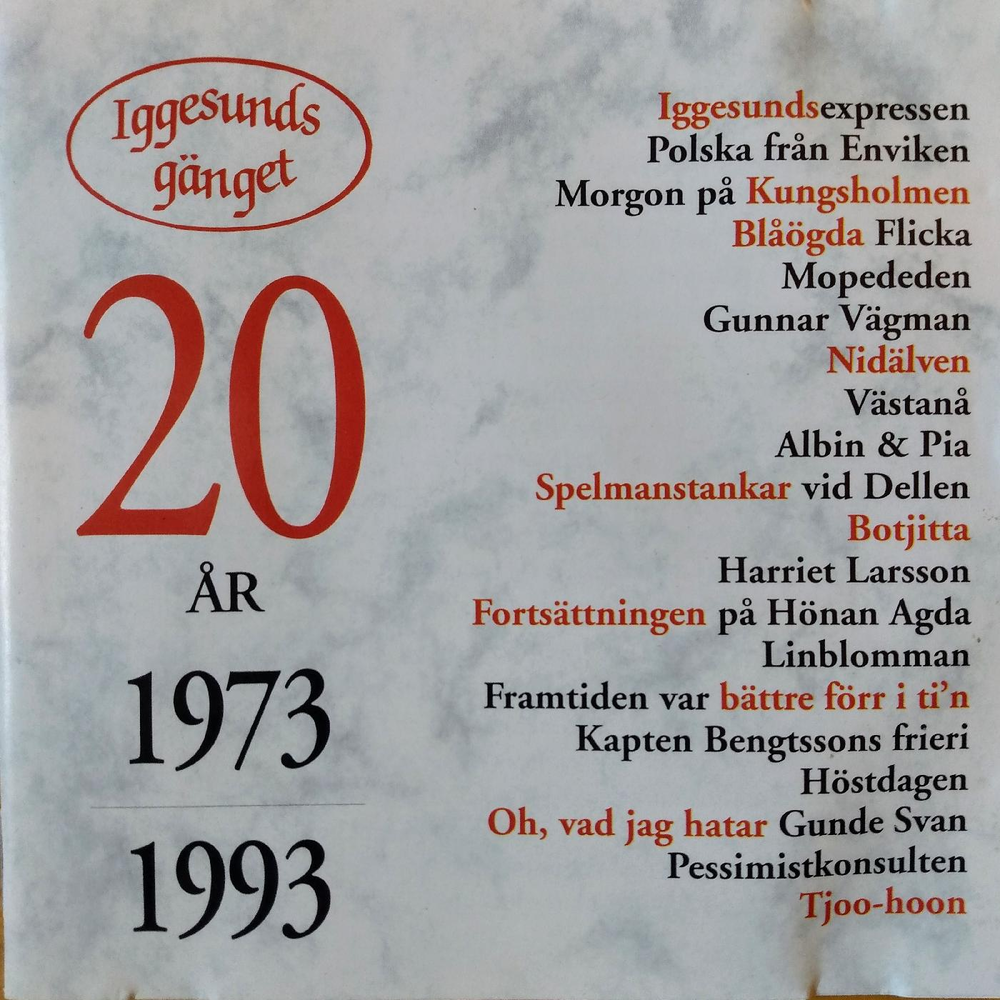 Iggesunds
gänget
20
ÅR
1973
1993
Iggesundsexpressen
Polska från Enviken
Morgon på Kungsholmen
Blåögda Flicka
Mopededen
Gunnar Vägman
Nidälven
Västanå
Albin & Pia
Spelmanstankar vid Dellen
Botjitta
Harriet Larsson
Fortsättningen på Hönan Agda
Linblomman
Framtiden var bättre förr i ti'n
Kapten Bengtssons frieri
Höstdagen
Oh, vad jag hatar Gunde Svan
Pessimistkonsulten
Tjoo-hoon